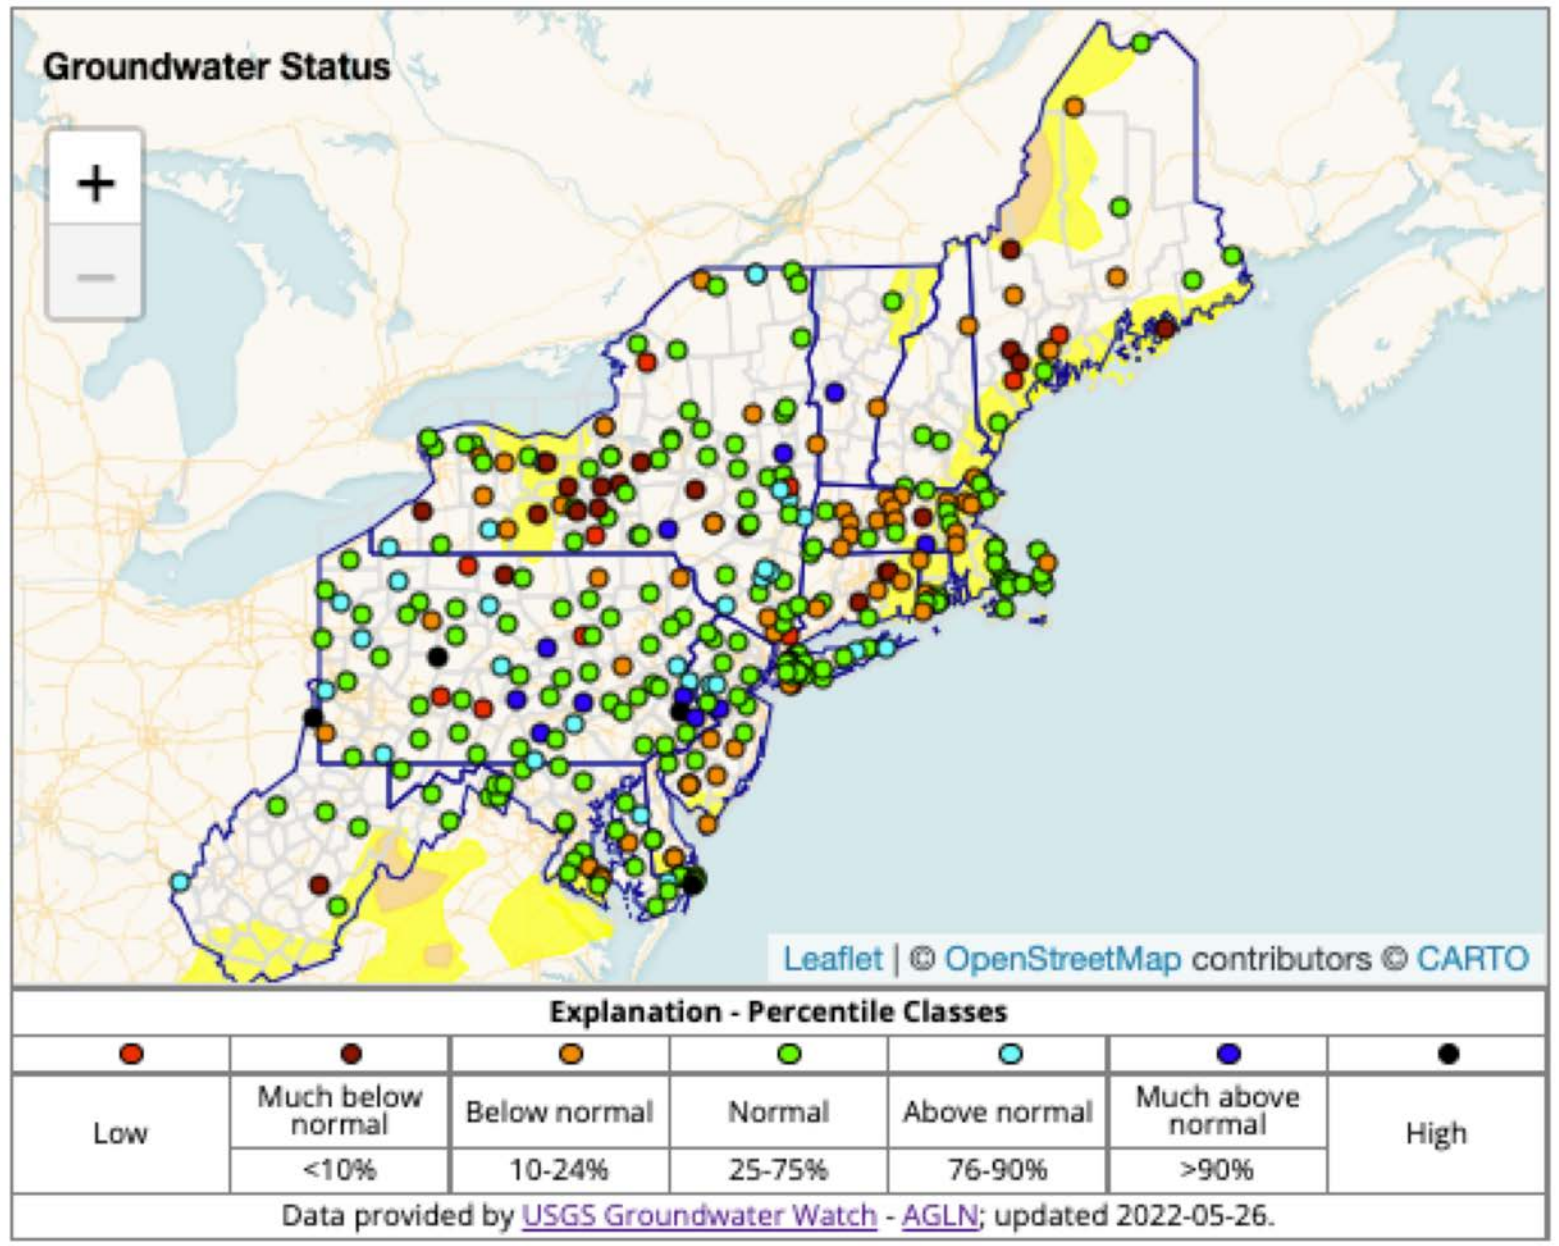 Groundwater Status
+
−
Leaflet | © OpenStreetMap contributors © CARTO
Explanation - Percentile Classes
Low
Much below normal
<10%
Below normal
10-24%
Normal
25-75%
Above normal
76-90%
Much above normal
>90%
High
Data provided by USGS Groundwater Watch - AGLN; updated 2022-05-26.